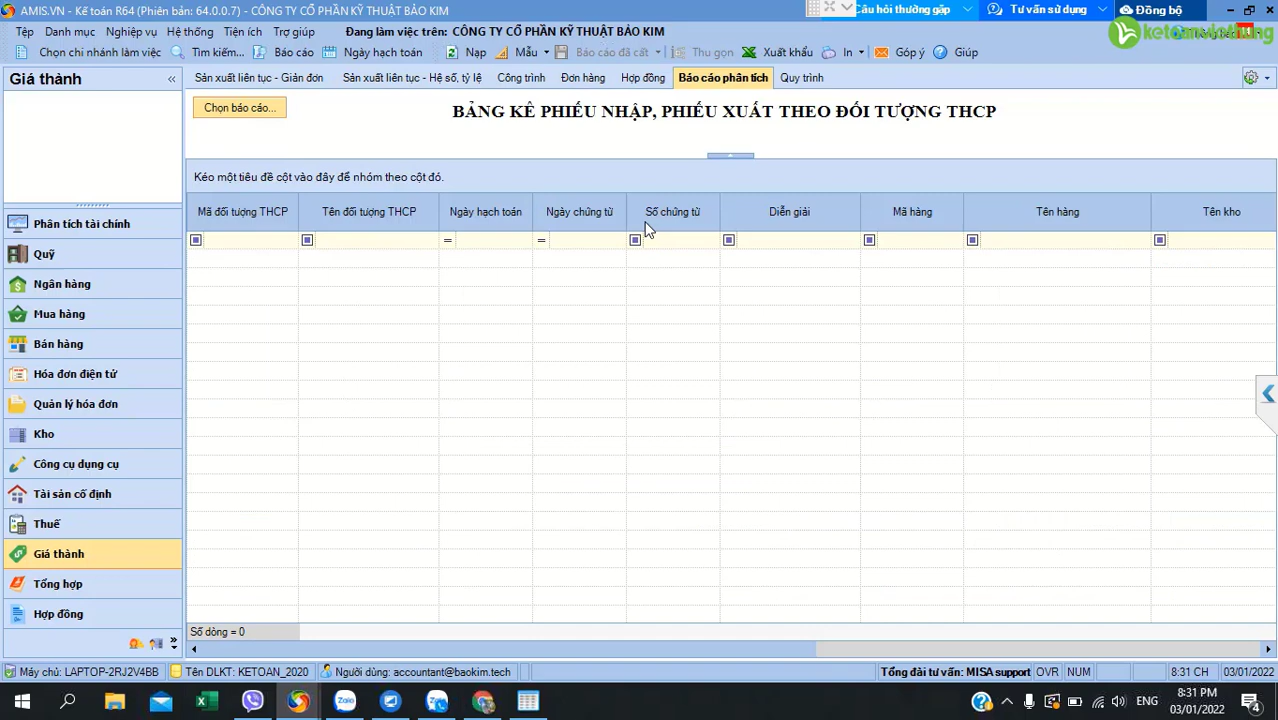 AMIS.VN - Kế toán R64 (Phiên bản: 64.0.0.7) - CÔNG TY CỔ PHẦN KỸ THUẬT BẢO KIM
Câu hỏi thường gặp
Tư vấn sử dụng
Đồng bộ
Tệp Danh mục Nghiệp vụ Hệ thống Tiện ích Trợ giúp
Đang làm việc trên: CÔNG TY CỔ PHẦN KỸ THUẬT BẢO KIM
Chọn chi nhánh làm việc
Tìm kiếm...
Báo cáo
Ngày hạch toán
Nạp
Mẫu
Báo cáo đã cất
Thu gọn
Xuất khẩu
In
Góp ý
Giúp
Giá thành
Sản xuất liên tục - Giản đơn
Sản xuất liên tục - Hệ số, tỷ lệ
Công trình
Đơn hàng
Hợp đồng
Báo cáo phân tích
Quy trình
Chọn báo cáo...
BẢNG KÊ PHIẾU NHẬP, PHIẾU XUẤT THEO ĐỐI TƯỢNG THCP
Kéo một tiêu đề cột vào đây để nhóm theo cột đó.
Mã đối tượng THCP
Tên đối tượng THCP
Ngày hạch toán
Ngày chứng từ
Số chứng từ
Diễn giải
Mã hàng
Tên hàng
Tên kho
= =
Phân tích tài chính
Quỹ
Ngân hàng
Mua hàng
Bán hàng
Hóa đơn điện tử
Quản lý hóa đơn
Kho
Công cụ dụng cụ
Tài sản cố định
Thuế
Giá thành
Tổng hợp
Hợp đồng
Số dòng = 0
Máy chủ: LAPTOP-2RJ2V4BB
Tên DLKT: KETOAN_2020
Người dùng: accountant@baokim.tech
Tổng đài tư vấn: MISA support
OVR
NUM
8:31 CH
03/01/2022
ENG
8:31 PM
03/01/2022
4